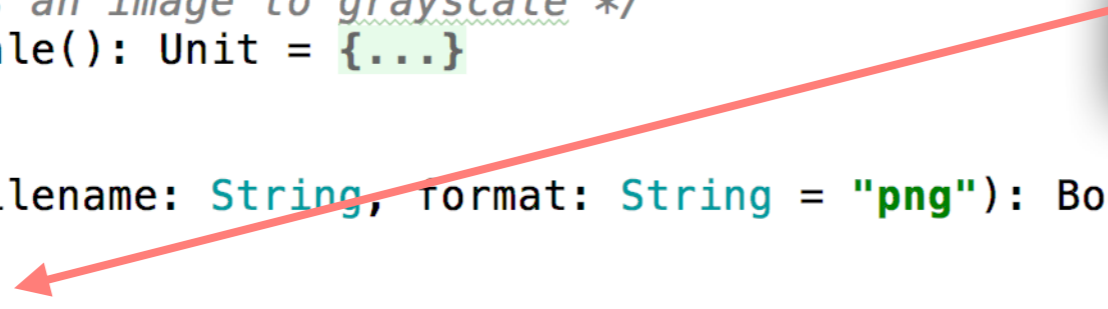 an image to grayscale */
le(): Unit = {...}
lename: String, format: String = "png"): Bo